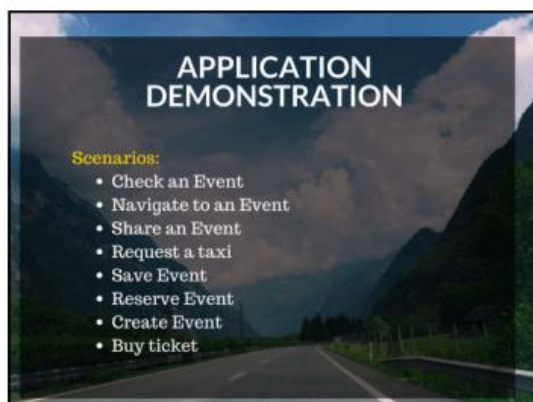 APPLICATION
DEMONSTRATION
Scenarios:
• Check an Event
• Navigate to an Event
• Share an Event
• Request a taxi
• Save Event
• Reserve Event
• Create Event
• Buy ticket